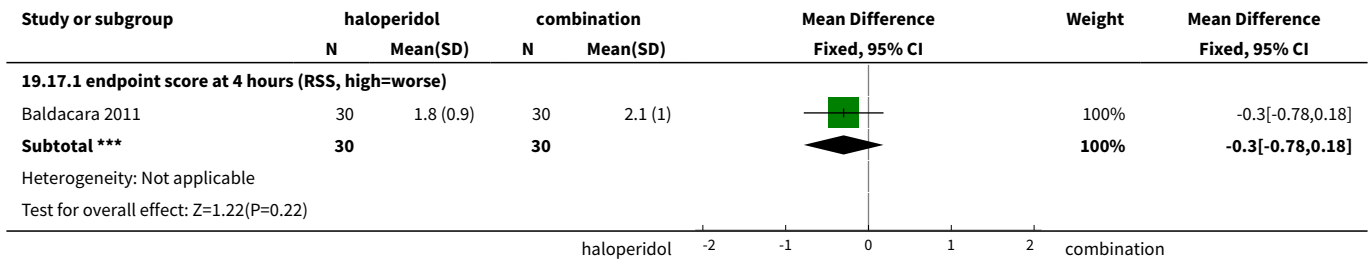 Study or subgroup haloperidol combination Mean Difference Weight Mean Difference
N Mean(SD) N Mean(SD) Fixed, 95% CI Fixed, 95% CI
19.17.1 endpoint score at 4 hours (RSS, high=worse)
Baldacara 2011 30 1.8 (0.9) 30 2.1 (1) 100% -0.3[-0.78,0.18]
Subtotal *** 30 30 100% -0.3[-0.78,0.18]
Heterogeneity: Not applicable
Test for overall effect: Z=1.22(P=0.22)
haloperidol -2 -1 0 1 2 combination